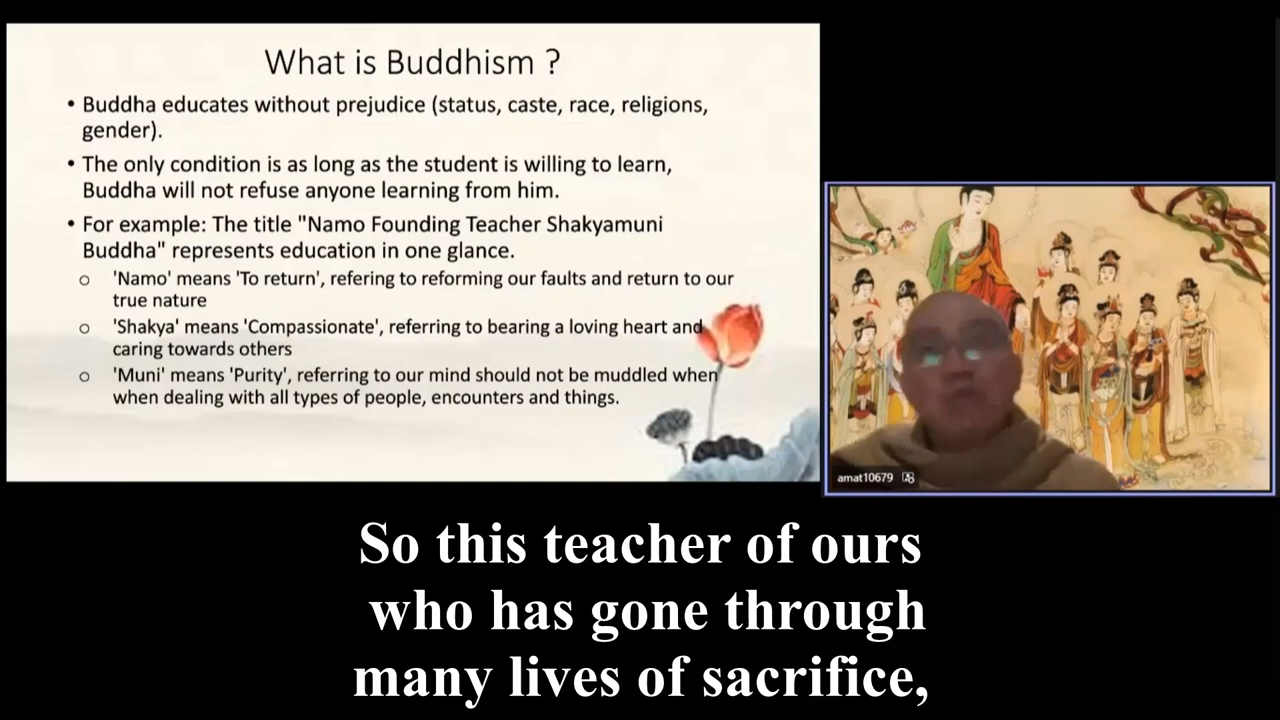 What is Buddhism ?
• Buddha educates without prejudice (status, caste, race, religions,
gender).
• The only condition is as long as the student is willing to learn,
Buddha will not refuse anyone learning from him.
• For example: The title "Namo Founding Teacher Shakyamuni
Buddha" represents education in one glance.
o 'Namo' means 'To return', refering to reforming our faults and return to our
true nature
o 'Shakya' means 'Compassionate', referring to bearing a loving heart and
caring towards others
o 'Muni' means 'Purity', referring to our mind should not be muddled when
when dealing with all types of people, encounters and things.
amat10679
So this teacher of ours
who has gone through
many lives of sacrifice,